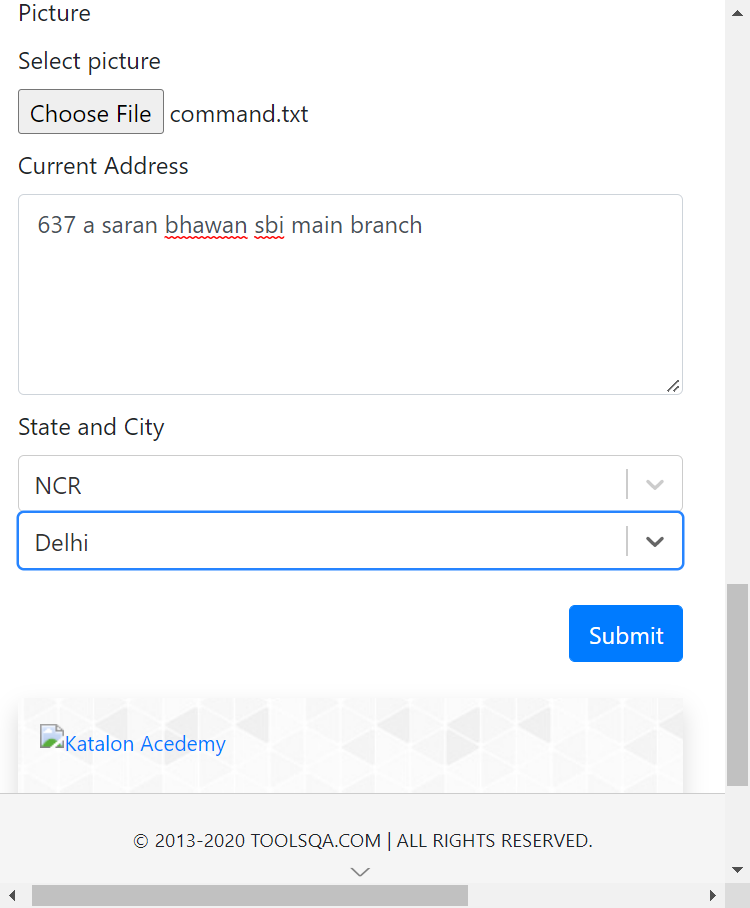 Picture
Select picture
Choose File command.txt
Current Address
637 a saran bhawan sbi main branch
State and City
NCR
Delhi
Submit
Katalon Acedemy
© 2013-2020 TOOLSQA.COM | ALL RIGHTS RESERVED.